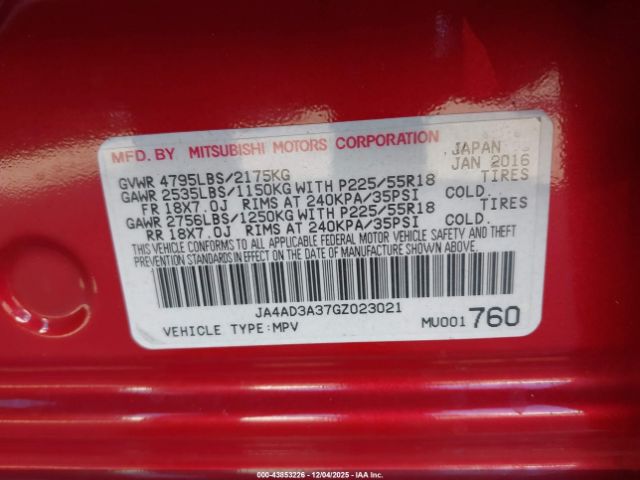 MFD. BY MITSUBISHI MOTORS CORPORATION JAPAN
GVWR 4795LBS/2175KG JAN 2016
GAWR 2535LBS/1150KG WITH P225/55R18 TIRES
FR 18X7.0J RIMS AT 240KPA/35PSI COLD.
GAWR 2756LBS/1250KG WITH P225/55R18 TIRES
RR 18X7.0J RIMS AT 240KPA/35PSI COLD.
THIS VEHICLE CONFORMS TO ALL APPLICABLE FEDERAL MOTOR VEHICLE SAFETY AND THEFT
PREVENTION STANDARDS IN EFFECT ON THE DATE OF MANUFACTURE SHOWN ABOVE.
JA4AD3A37GZ023021
VEHICLE TYPE:MPV MU001 760
© IAA 00-43853226 - 12/04/2025 - IAAI.COM